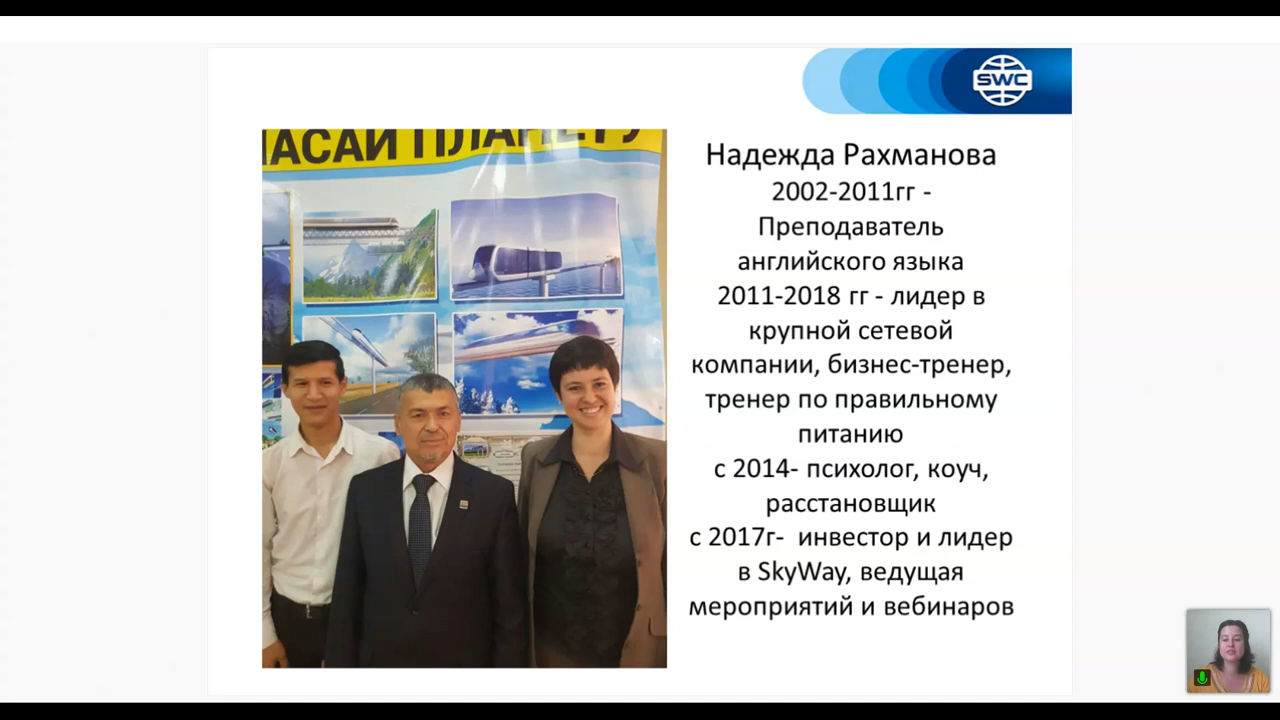 SWC
ПЛАНЕТУ
Надежда Рахманова
2002-2011гг -
Преподаватель
английского языка
2011-2018 гг - лидер в
крупной сетевой
компании, бизнес-тренер,
тренер по правильному
питанию
с 2014- психолог, коуч,
расстановщик
с 2017г- инвестор и лидер
в SkyWay, ведущая
мероприятий и вебинаров